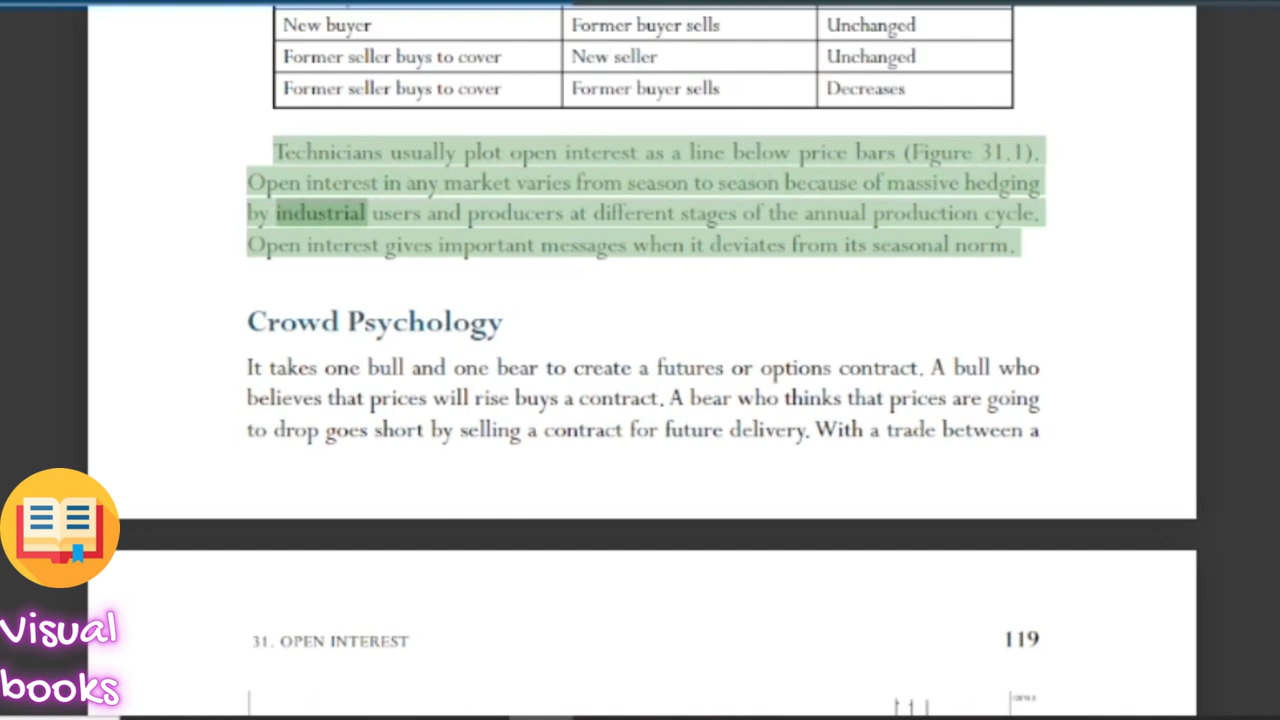 New buyer Former buyer sells Unchanged
Former seller buys to cover New seller Unchanged
Former seller buys to cover Former buyer sells Decreases
Technicians usually plot open interest as a line below price bars (Figure 31.1).
Open interest in any market varies from season to season because of massive hedging
by industrial users and producers at different stages of the annual production cycle.
Open interest gives important messages when it deviates from its seasonal norm.
Crowd Psychology
It takes one bull and one bear to create a futures or options contract. A bull who
believes that prices will rise buys a contract. A bear who thinks that prices are going
to drop goes short by selling a contract for future delivery. With a trade between a
Visual
books
31. OPEN INTEREST 119